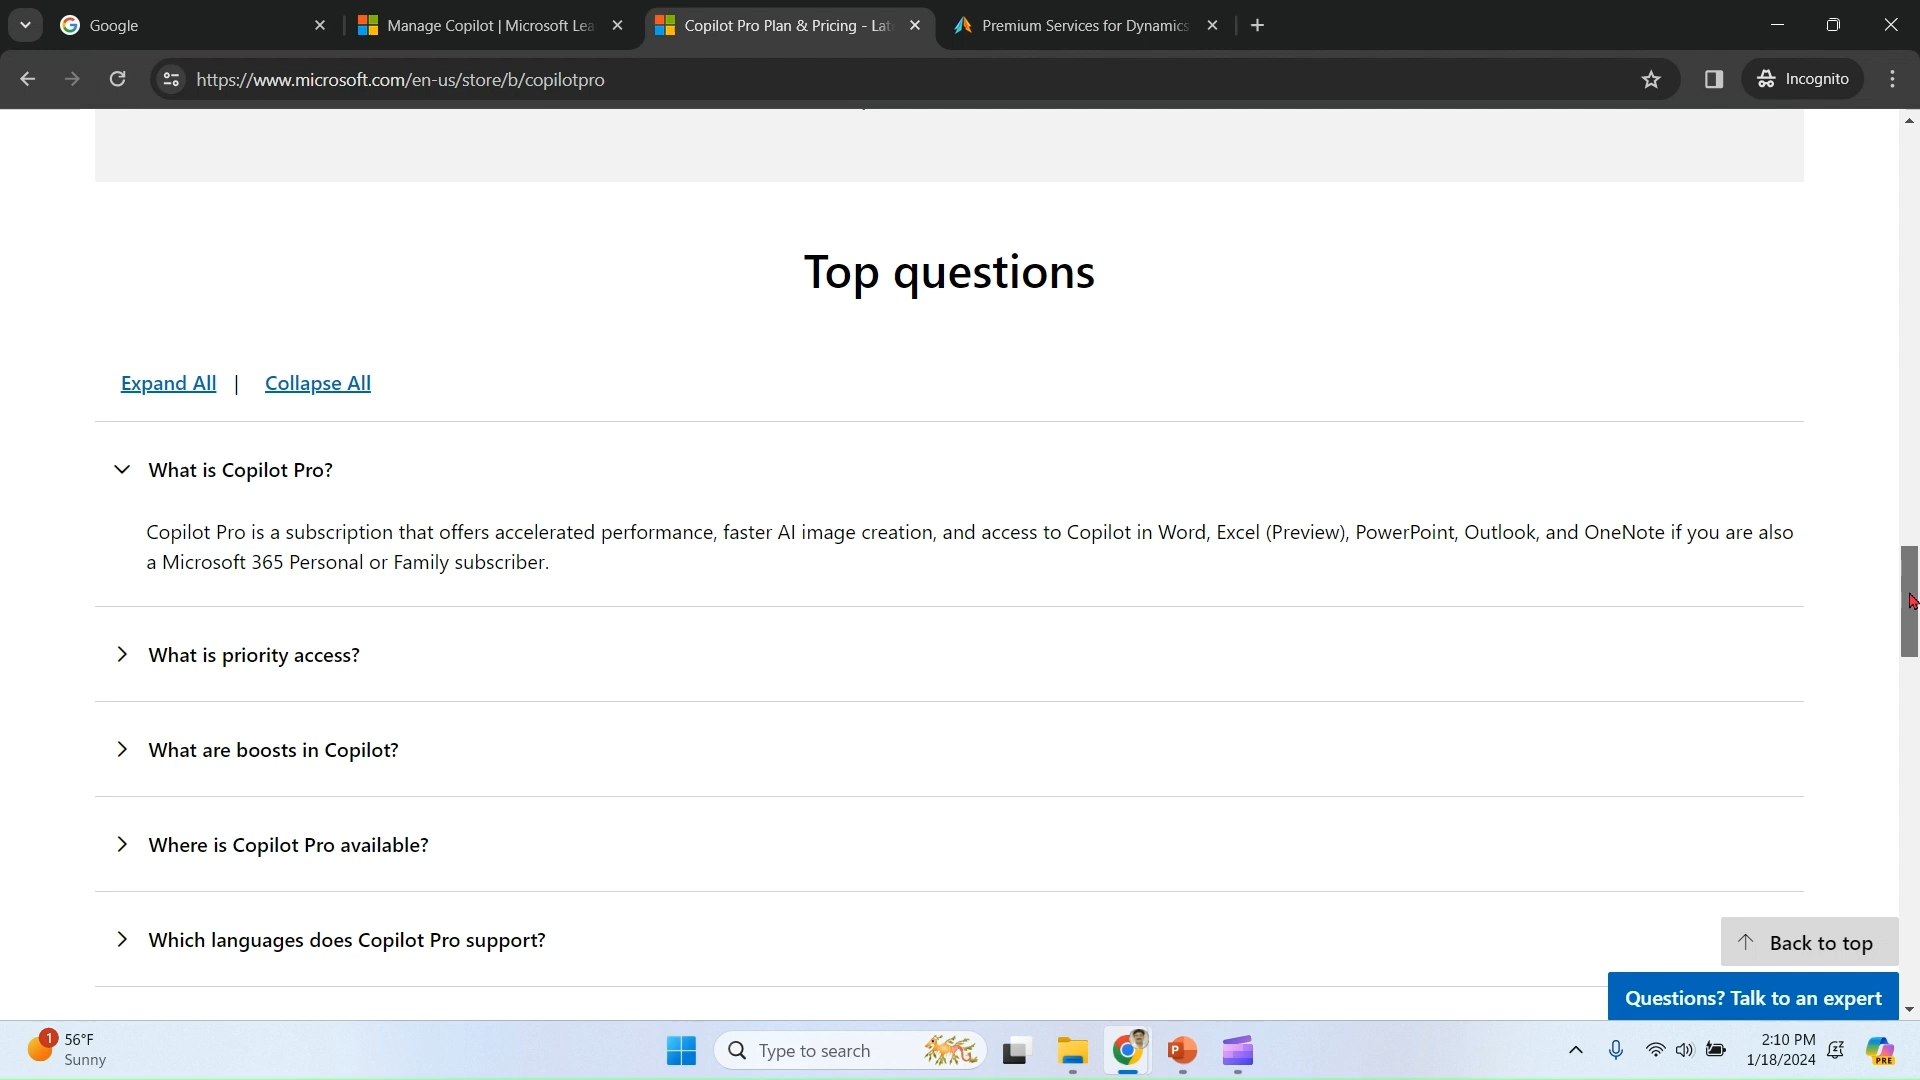 Google
Manage Copilot | Microsoft Lea
Copilot Pro Plan & Pricing - Lat
Premium Services for Dynamics
https://www.microsoft.com/en-us/store/b/copilotpro
Incognito
Top questions
Expand All | Collapse All
What is Copilot Pro?
Copilot Pro is a subscription that offers accelerated performance, faster AI image creation, and access to Copilot in Word, Excel (Preview), PowerPoint, Outlook, and OneNote if you are also
a Microsoft 365 Personal or Family subscriber.
What is priority access?
What are boosts in Copilot?
Where is Copilot Pro available?
Which languages does Copilot Pro support?
Back to top
Questions? Talk to an expert
1
56°F
Sunny
Type to search
P
2:10 PM
1/18/2024
PRE